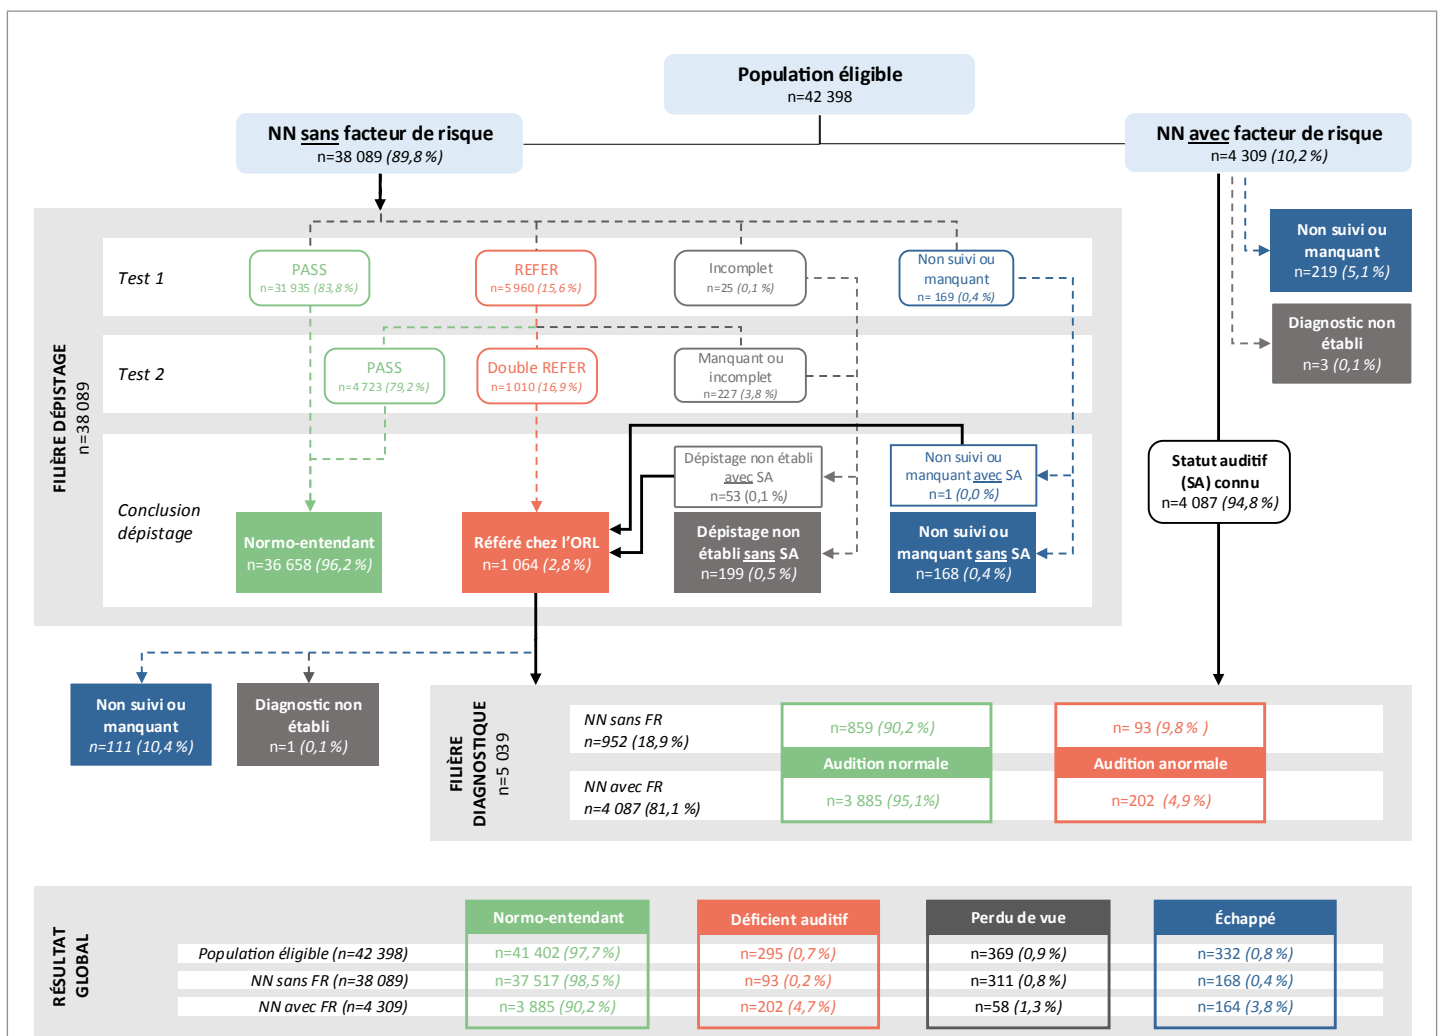 Population éligible
n=42 398
NN sans facteur de risque
n=38 089 (89,8 %)
NN avec facteur de risque
n=4 309 (10,2 %)
Non suivi ou
manquant
n=219 (5,1 %)
Diagnostic non
établi
n=3 (0,1 %)
FILIÈRE DÉPISTAGE
n=38 089
Test 1
PASS
n=31 935 (83,8 %)
REFER
n=5 960 (15,6 %)
Incomplet
n=25 (0,1 %)
Non suivi ou
manquant
n= 169 (0,4 %)
Test 2
PASS
n=4 723 (79,2 %)
Double REFER
n=1 010 (16,9 %)
Manquant ou
incomplet
n=227 (3,8 %)
Conclusion
dépistage
Normo-entendant
n=36 658 (96,2 %)
Référé chez l’ORL
n=1 064 (2,8 %)
Dépistage non établi
avec SA
n=53 (0,1 %)
Dépistage non
établi sans SA
n=199 (0,5 %)
Non suivi ou
manquant avec SA
n=1 (0,0 %)
Non suivi ou
manquant sans SA
n=168 (0,4 %)
Statut auditif
(SA) connu
n=4 087 (94,8 %)
Non suivi ou
manquant
n=111 (10,4 %)
Diagnostic non
établi
n=1 (0,1 %)
FILIÈRE
DIAGNOSTIQUE
n=5 039
NN sans FR
n=952 (18,9 %)
n=859 (90,2 %)
n= 93 (9,8 % )
Audition normale
Audition anormale
NN avec FR
n=4 087 (81,1 %)
n=3 885 (95,1%)
n=202 (4,9 %)
RÉSULTAT
GLOBAL
Normo-entendant
Déficient auditif
Perdu de vue
Échappé
Population éligible (n=42 398)
n=41 402 (97,7 %)
n=295 (0,7 %)
n=369 (0,9 %)
n=332 (0,8 %)
NN sans FR (n=38 089)
n=37 517 (98,5 %)
n=93 (0,2 %)
n=311 (0,8 %)
n=168 (0,4 %)
NN avec FR (n=4 309)
n=3 885 (90,2 %)
n=202 (4,7 %)
n=58 (1,3 %)
n=164 (3,8 %)